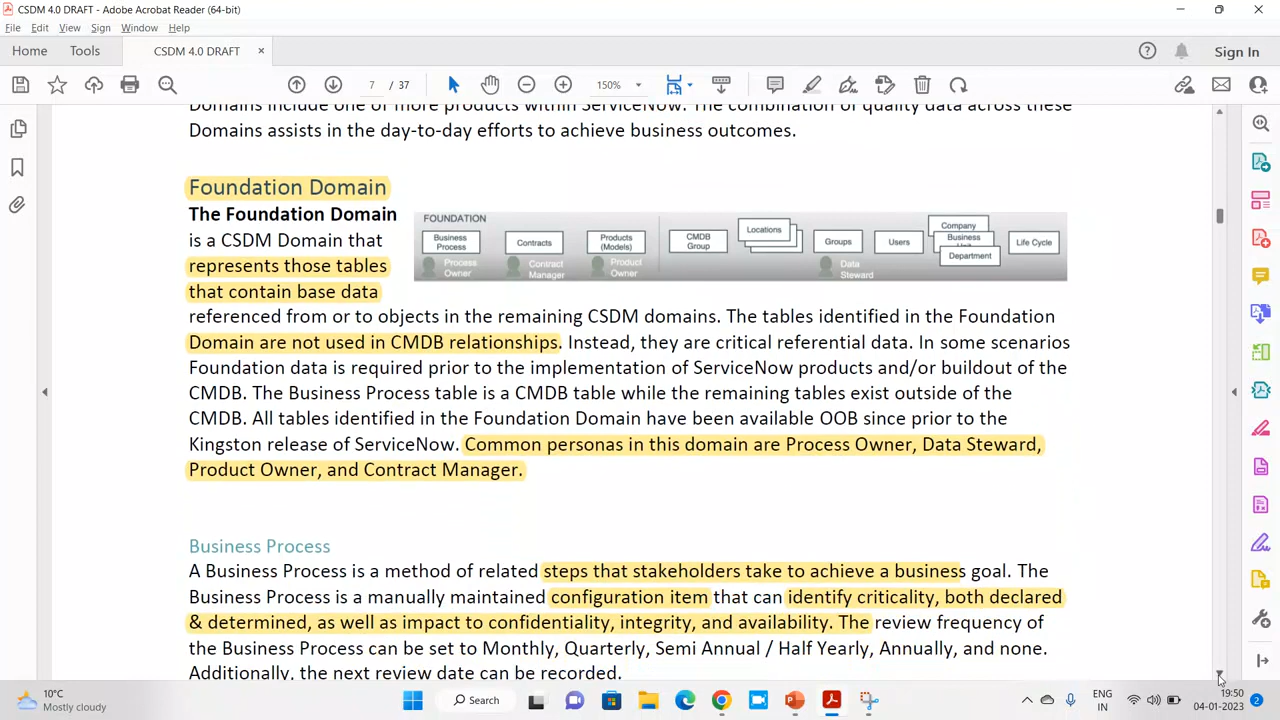 CSDM 4.0 DRAFT - Adobe Acrobat Reader (64-bit)
File Edit View Sign Window Help
Home Tools CSDM 4.0 DRAFT × Sign In
7 / 37 150%
Domains include one or more products within ServiceNow. The combination of quality data across these
Domains assists in the day-to-day efforts to achieve business outcomes.
Foundation Domain
The Foundation Domain
is a CSDM Domain that
represents those tables
that contain base data
FOUNDATION
Business Process
Process Owner
Contracts
Contract Manager
Products (Models)
Product Owner
CMDB Group
Locations
Groups
Data Steward
Users
Company
Business
Department
Life Cycle
referenced from or to objects in the remaining CSDM domains. The tables identified in the Foundation
Domain are not used in CMDB relationships. Instead, they are critical referential data. In some scenarios
Foundation data is required prior to the implementation of ServiceNow products and/or buildout of the
CMDB. The Business Process table is a CMDB table while the remaining tables exist outside of the
CMDB. All tables identified in the Foundation Domain have been available OOB since prior to the
Kingston release of ServiceNow. Common personas in this domain are Process Owner, Data Steward,
Product Owner, and Contract Manager.
Business Process
A Business Process is a method of related steps that stakeholders take to achieve a business goal. The
Business Process is a manually maintained configuration item that can identify criticality, both declared
& determined, as well as impact to confidentiality, integrity, and availability. The review frequency of
the Business Process can be set to Monthly, Quarterly, Semi Annual / Half Yearly, Annually, and none.
Additionally, the next review date can be recorded.
10°C
Mostly cloudy
Search
ENG
IN
19:50
04-01-2023
2